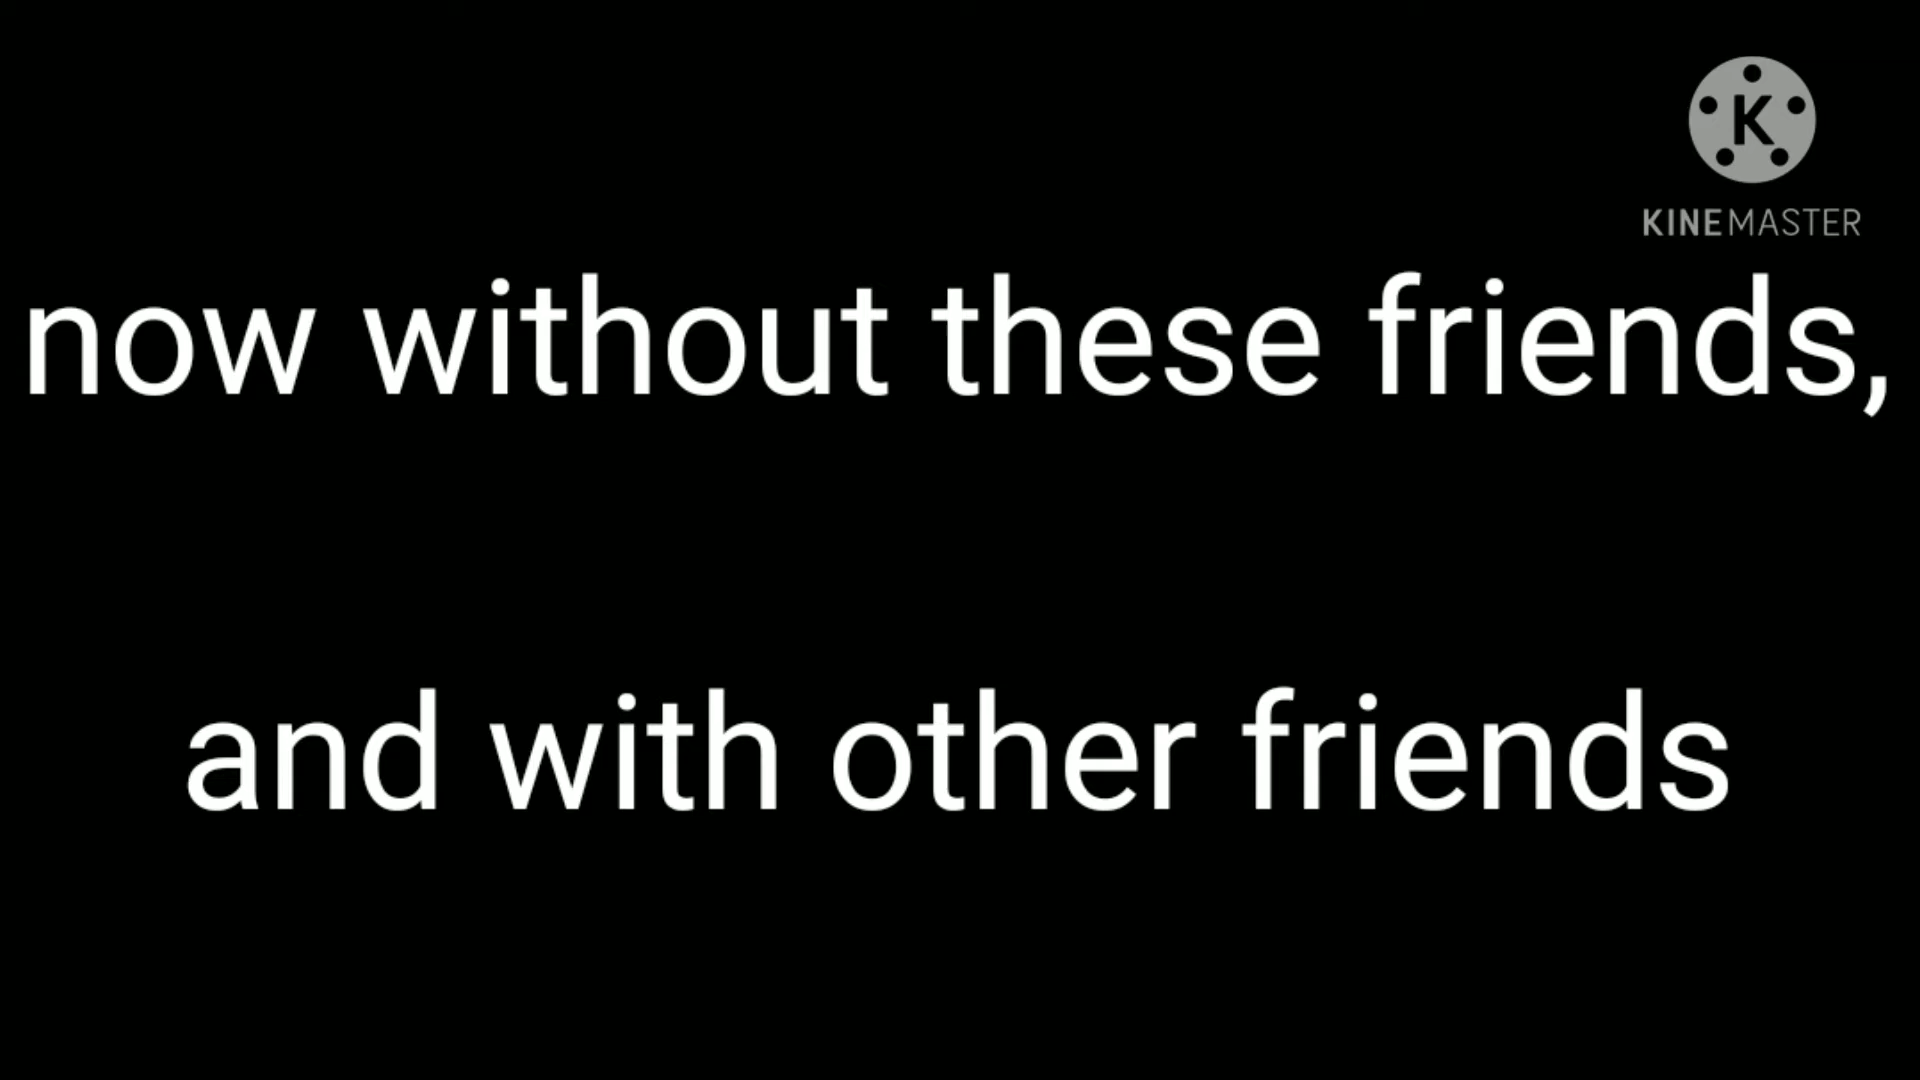 K
KINEMASTER
now without these friends,
and with other friends